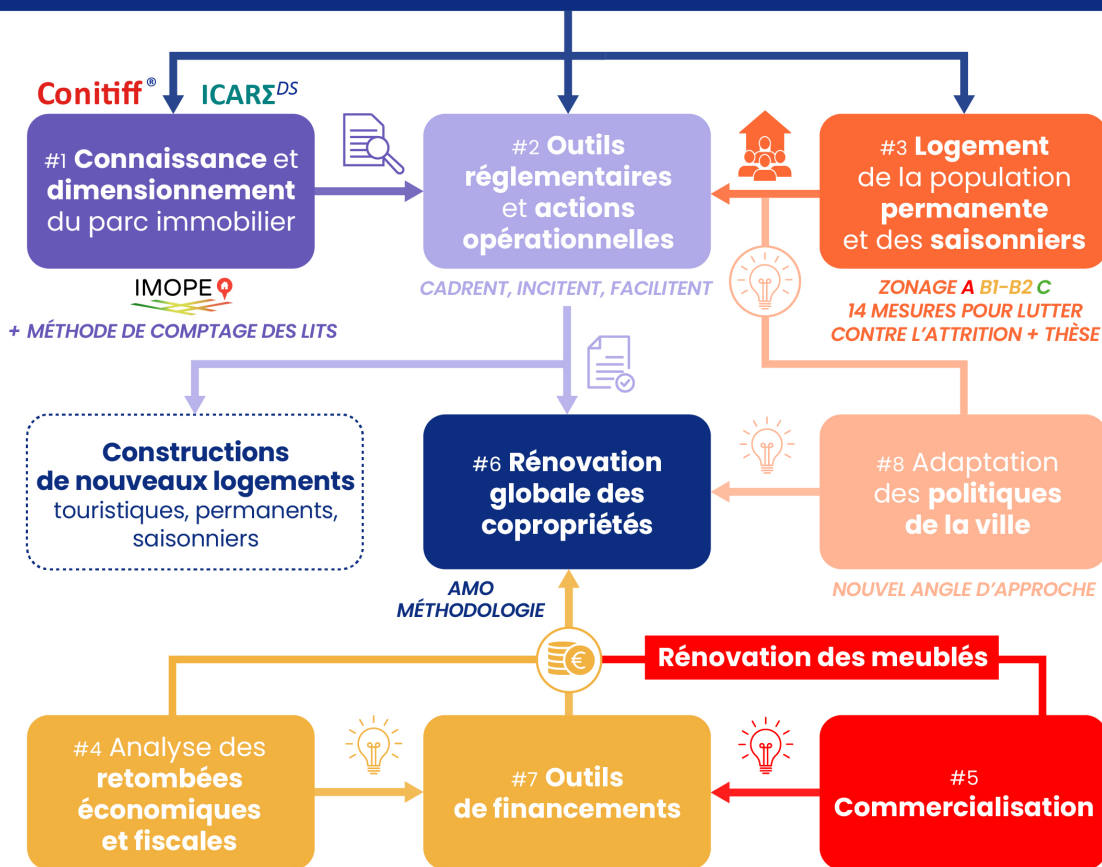 Conitiff®
ICARΣDS
#1 Connaissance et
dimensionnement
du parc immobilier
IMOPE
+ MÉTHODE DE COMPTAGE DES LITS
#2 Outils
réglementaires
et actions
opérationnelles
CADRENT, INCITENT, FACILITENT
#3 Logement
de la population
permanente
et des saisonniers
ZONAGE A B1-B2 C
14 MESURES POUR LUTTER
CONTRE L'ATTRITION + THÈSE
Constructions
de nouveaux logements
touristiques, permanents,
saisonniers
#6 Rénovation
globale des
copropriétés
AMO
MÉTHODOLOGIE
#8 Adaptation
des politiques
de la ville
NOUVEL ANGLE D'APPROCHE
€
Rénovation des meublés
#4 Analyse des
retombées
économiques
et fiscales
#7 Outils
de financements
#5
Commercialisation